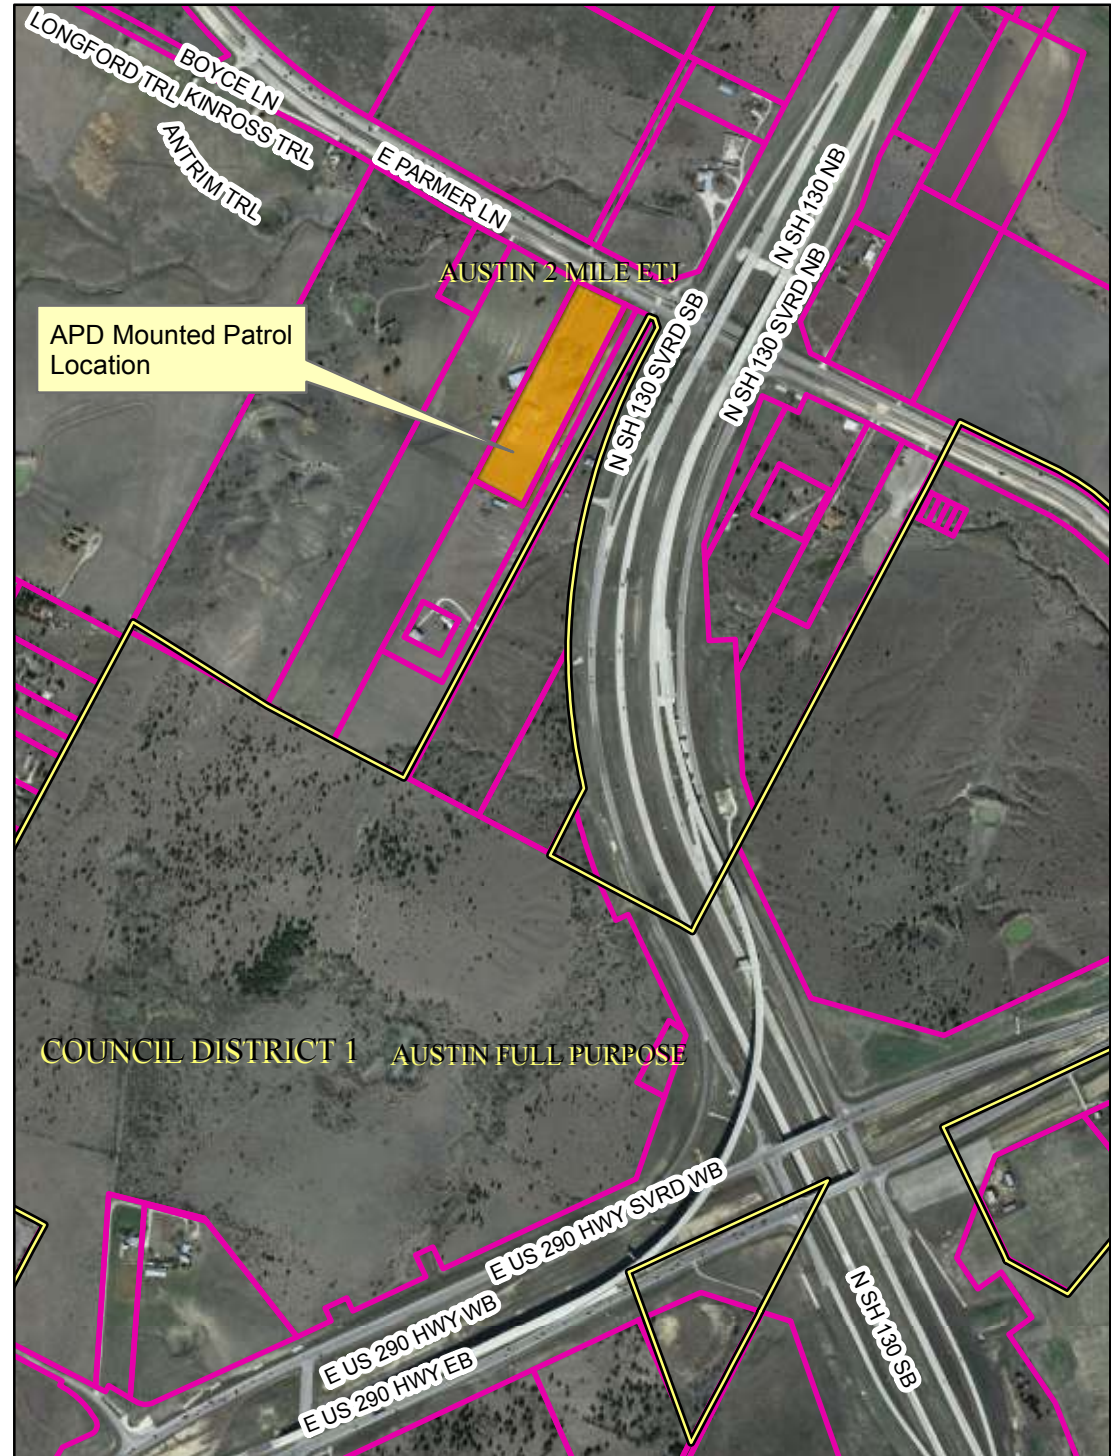 LONGFORD TRL
BOYCE LN
KINROSS TRL
ANTRIM TRL
E PARMER LN
N SH 130 NB
AUSTIN 2 MILE ETJ
N SH 130 SVRD SB
N SH 130 SVRD NB
APD Mounted Patrol
Location
COUNCIL DISTRICT 1
AUSTIN FULL PURPOSE
E US 290 HWY SVRD WB
E US 290 HWY WB
E US 290 HWY EB
N SH 130 SB